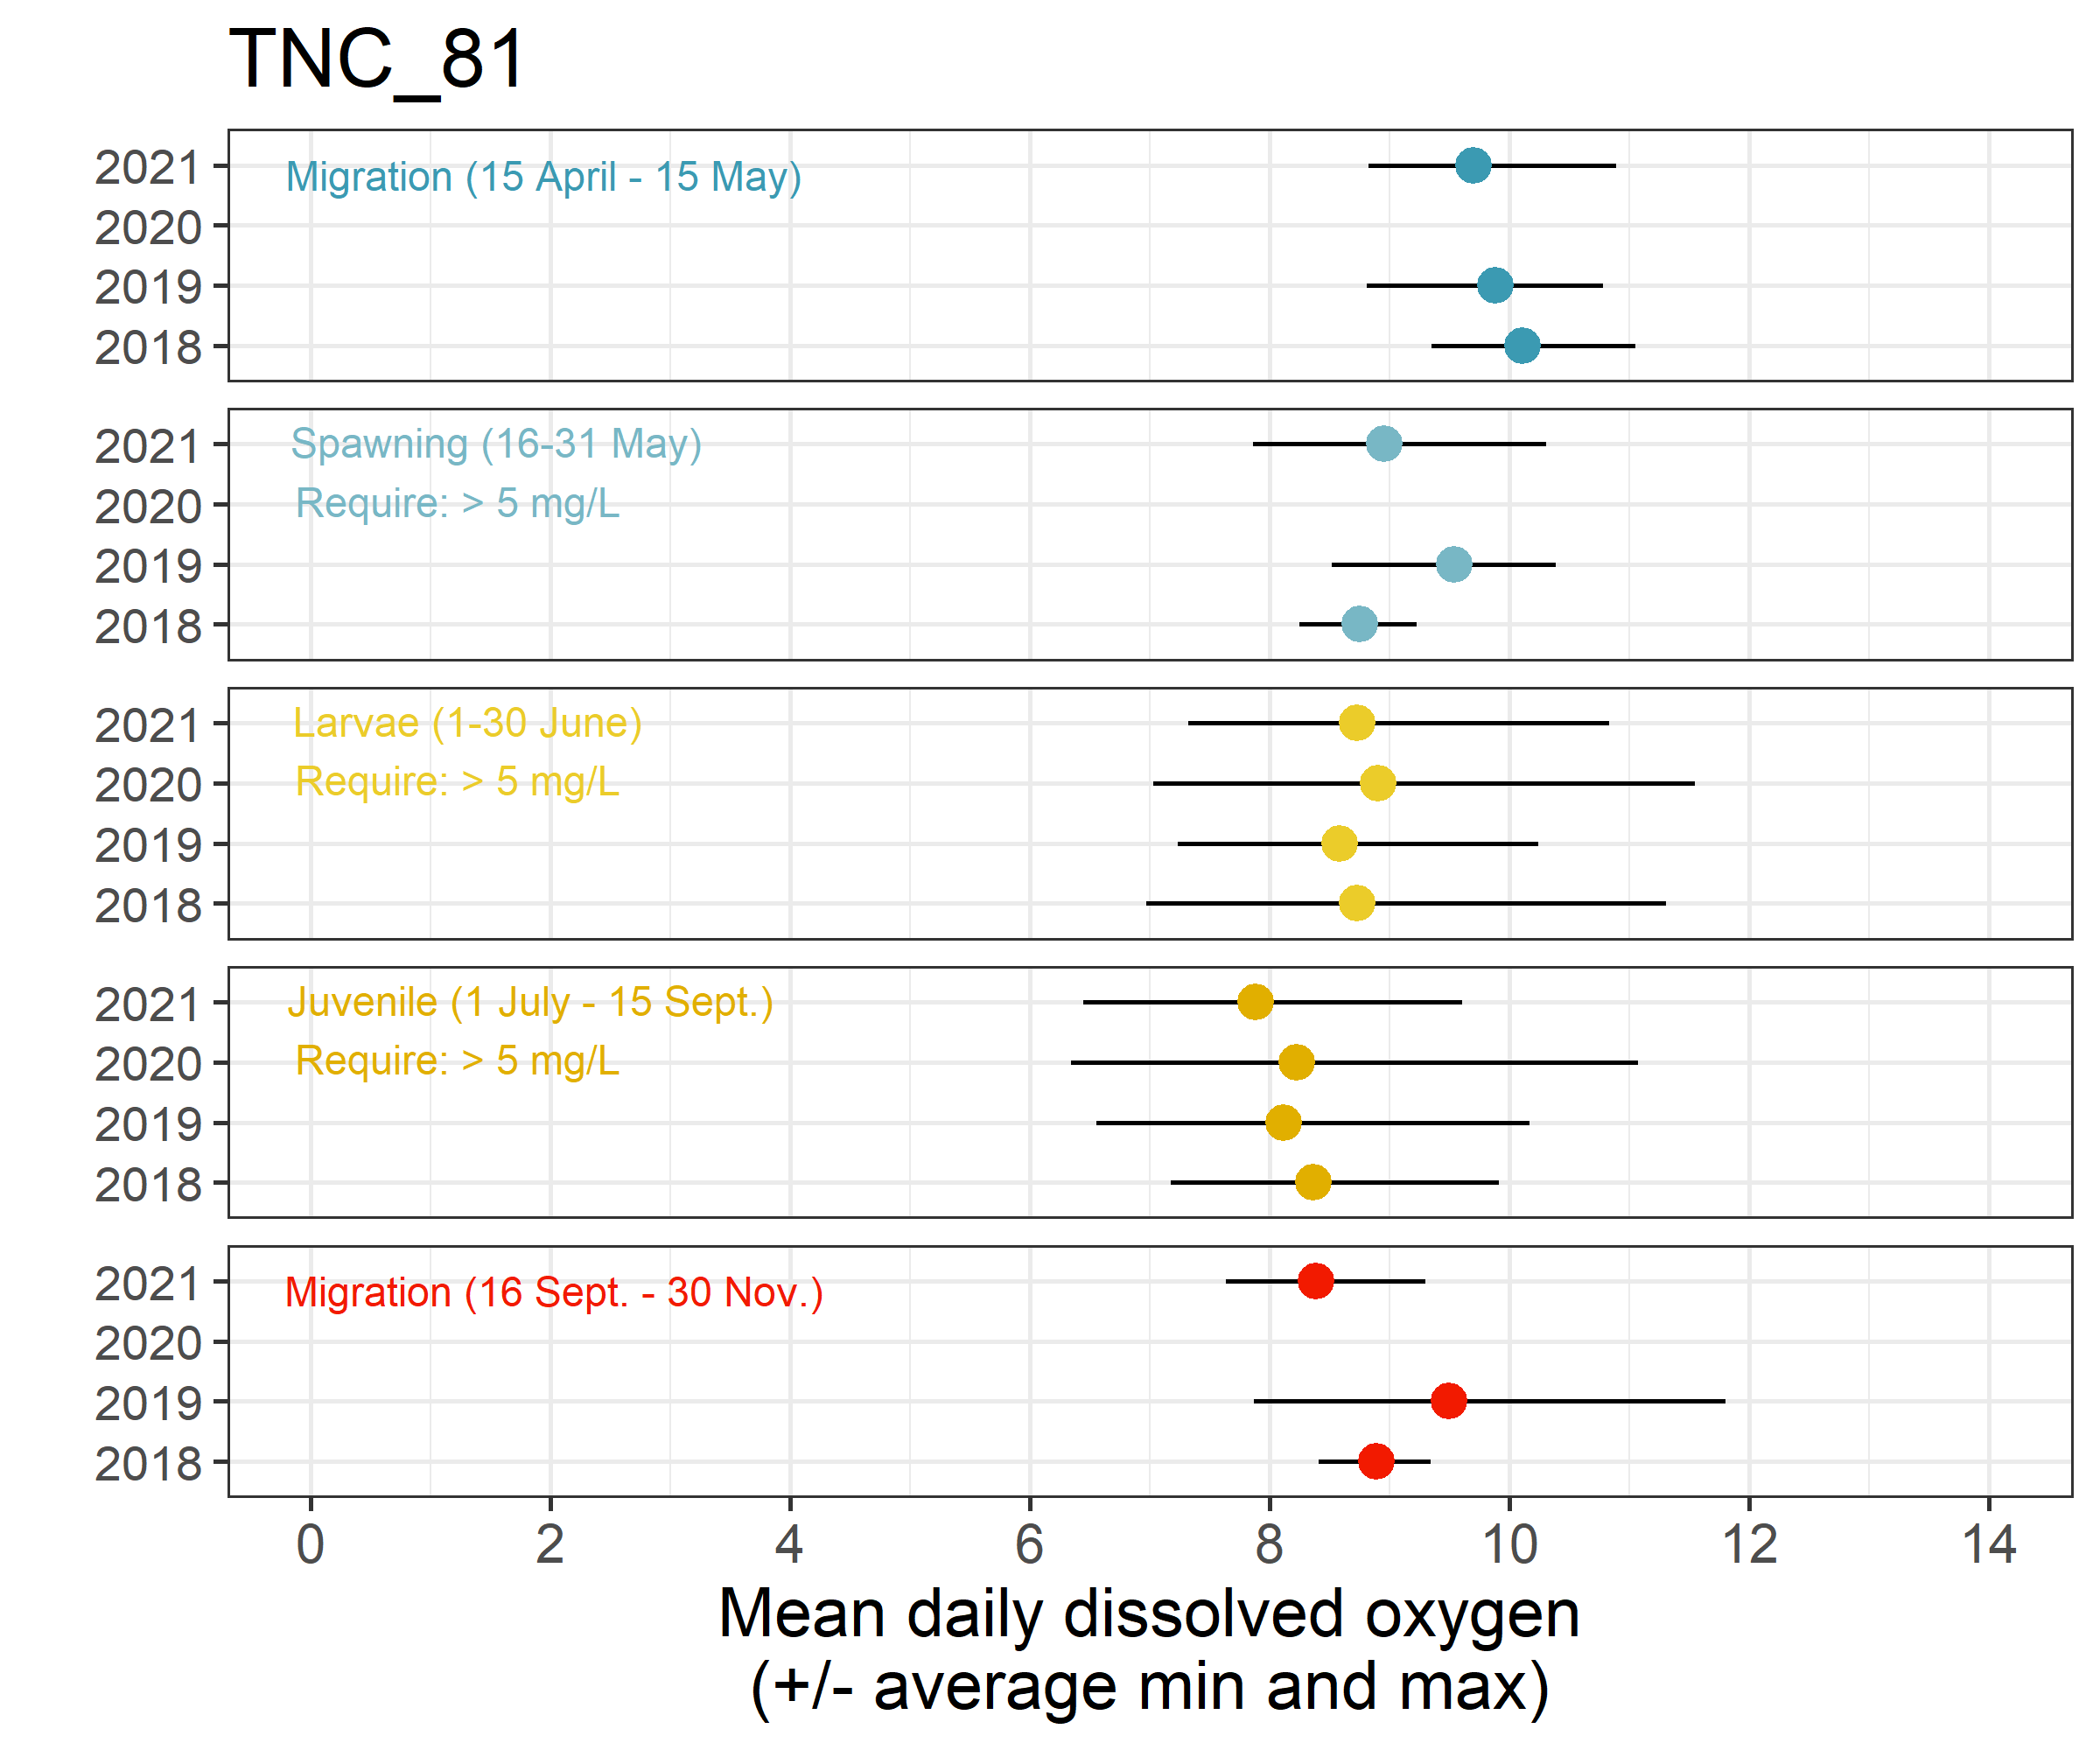 TNC_81
2021
Migration (15 April - 15 May)
2020
2019
2018
2021
Spawning (16-31 May)
2020
Require: > 5 mg/L
2019
2018
2021
Larvae (1-30 June)
2020
Require: > 5 mg/L
2019
2018
2021
Juvenile (1 July - 15 Sept.)
2020
Require: > 5 mg/L
2019
2018
2021
Migration (16 Sept. - 30 Nov.)
2020
2019
2018
0 2 4 6 8 10 12 14
Mean daily dissolved oxygen
(+/- average min and max)